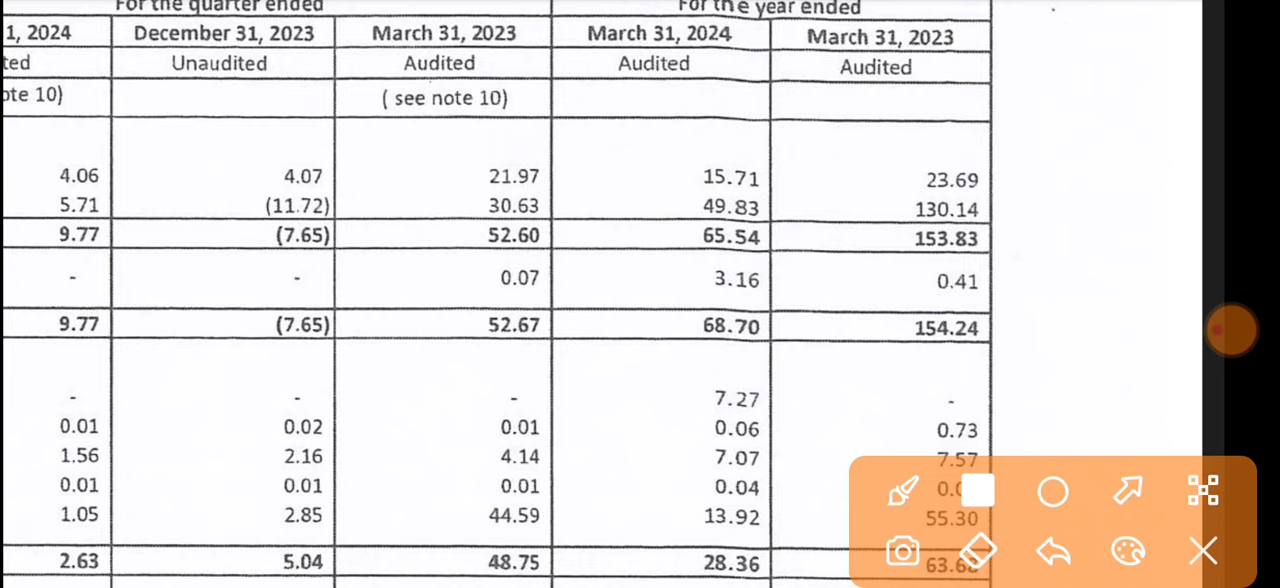 For the quarter ended For the year ended
1, 2024 December 31, 2023 March 31, 2023 March 31, 2024 March 31, 2023
ted Unaudited Audited Audited Audited
ote 10) ( see note 10)
4.06 4.07 21.97 15.71 23.69
5.71 (11.72) 30.63 49.83 130.14
9.77 (7.65) 52.60 65.54 153.83
- - 0.07 3.16 0.41
9.77 (7.65) 52.67 68.70 154.24
- - - 7.27 -
0.01 0.02 0.01 0.06 0.73
1.56 2.16 4.14 7.07 7.57
0.01 0.01 0.01 0.04
1.05 2.85 44.59 13.92 55.30
2.63 5.04 48.75 28.36